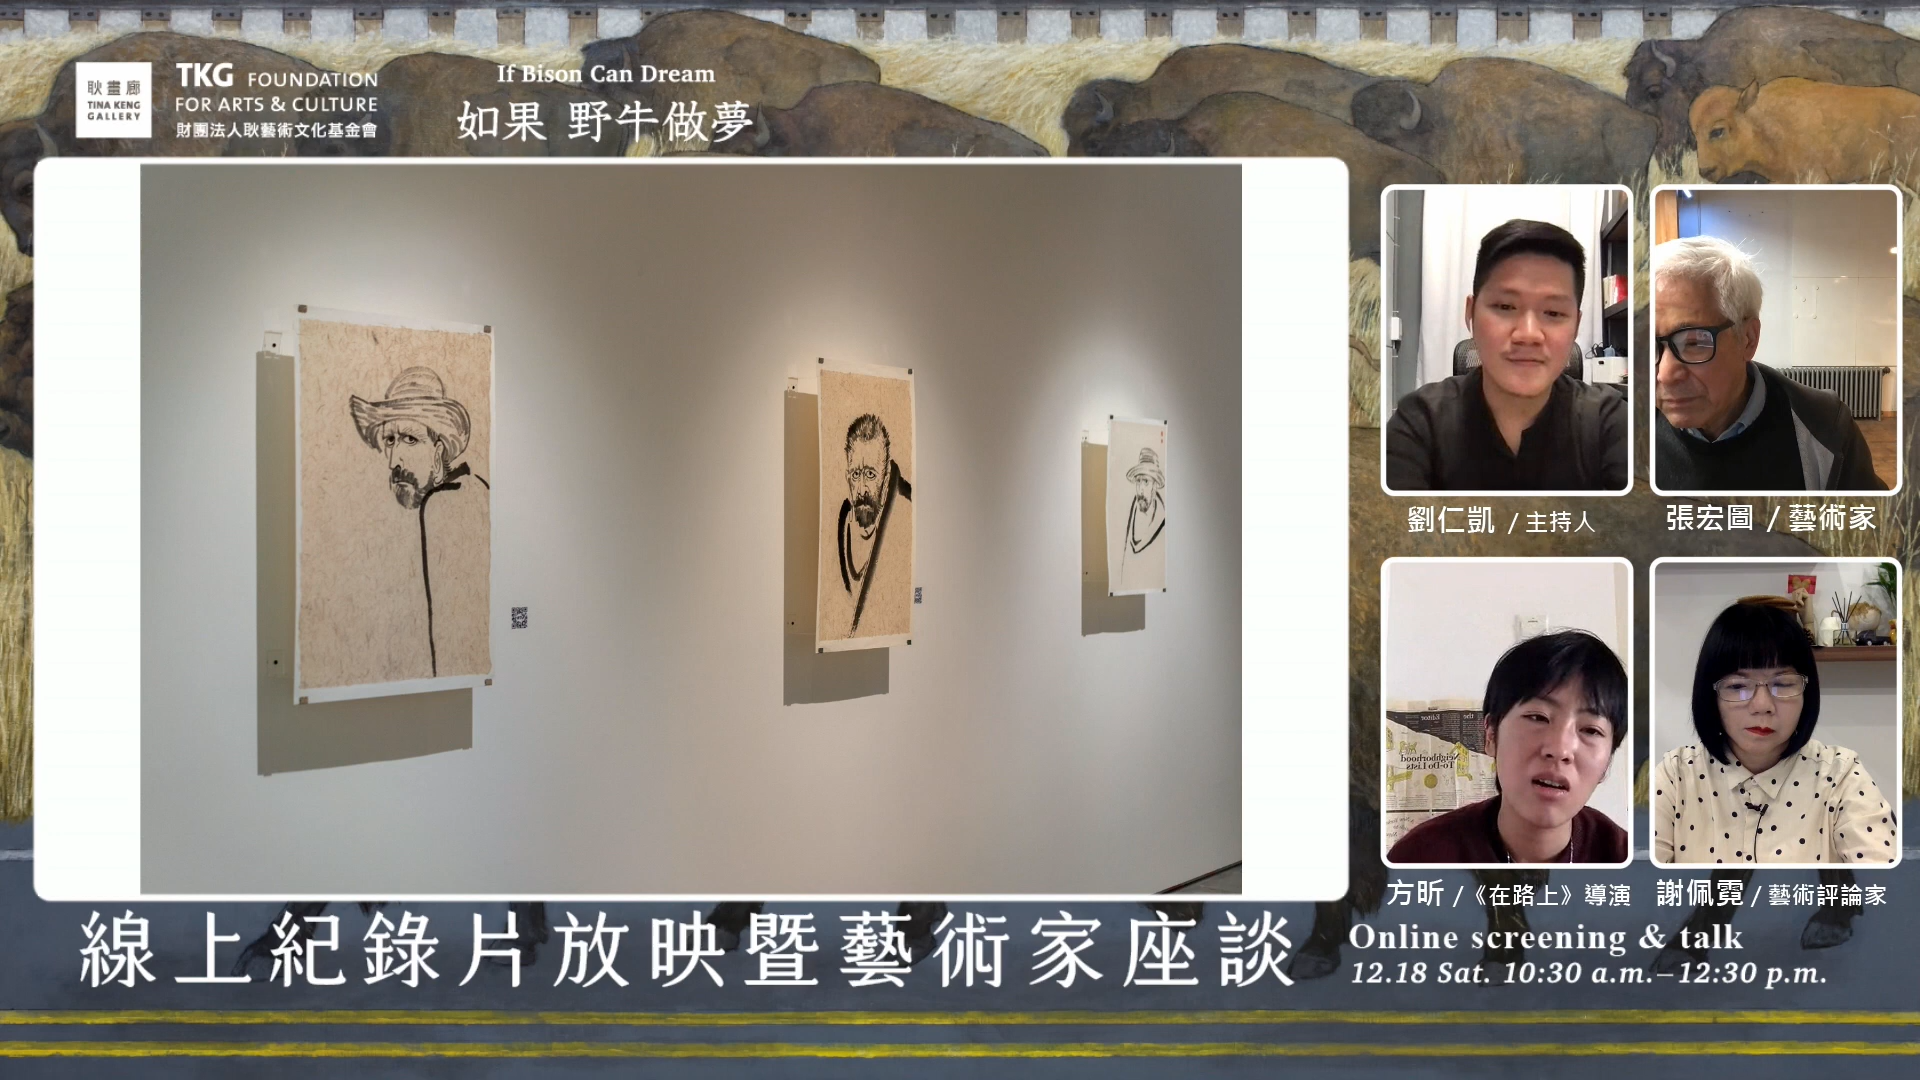 耿畫廊
TINA KENG
GALLERY
TKG FOUNDATION
FOR ARTS & CULTURE
財團法人耿藝術文化基金會
If Bison Can Dream
如果 野牛做夢
劉仁凱 / 主持人
張宏圖 / 藝術家
Neighborhood
To-Do Lists
方昕 /《在路上》導演
謝佩霓 / 藝術評論家
線上紀錄片放映暨藝術家座談
Online screening & talk
12.18 Sat. 10:30 a.m.–12:30 p.m.